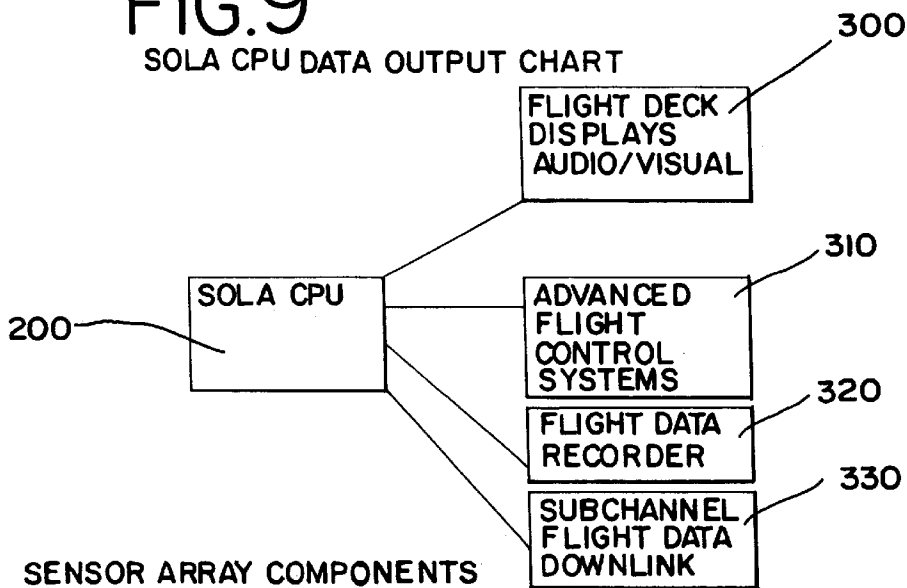 FIG.9
SOLA CPU DATA OUTPUT CHART
300
FLIGHT DECK
DISPLAYS
AUDIO/VISUAL
310
SOLA CPU
200
ADVANCED
FLIGHT
CONTROL
SYSTEMS
320
FLIGHT DATA
RECORDER
330
SUBCHANNEL
FLIGHT DATA
DOWNLINK
SENSOR ARRAY COMPONENTS